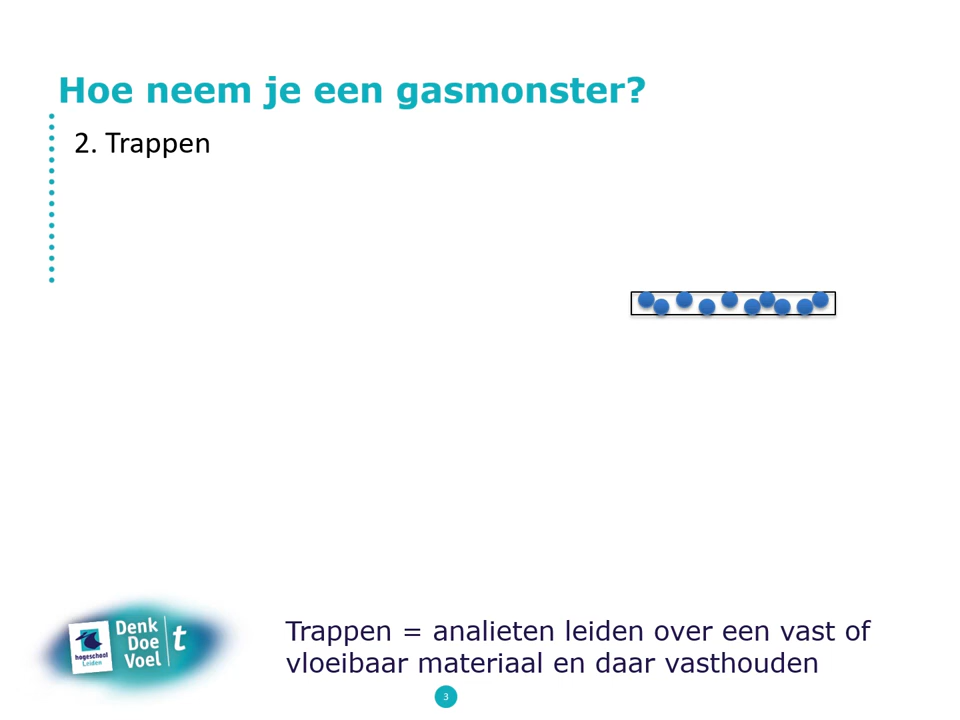 Hoe neem je een gasmonster?
2. Trappen
Trappen = analieten leiden over een vast of
vloeibaar materiaal en daar vasthouden
hogeschool
Leiden
Denk
Doe
Voel
t
3